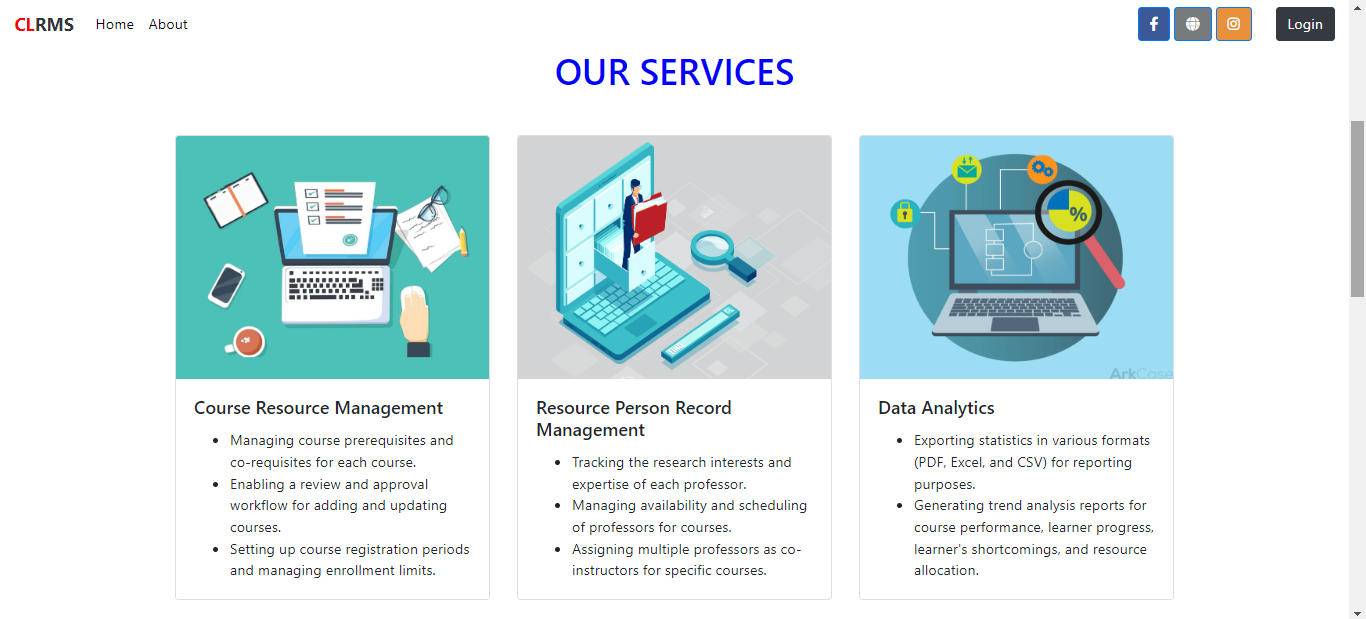 CLRMS Home About Login
OUR SERVICES
%
ArkCase
Course Resource Management
• Managing course prerequisites and
co-requisites for each course.
• Enabling a review and approval
workflow for adding and updating
courses.
• Setting up course registration periods
and managing enrollment limits.
Resource Person Record
Management
• Tracking the research interests and
expertise of each professor.
• Managing availability and scheduling
of professors for courses.
• Assigning multiple professors as co-
instructors for specific courses.
Data Analytics
• Exporting statistics in various formats
(PDF, Excel, and CSV) for reporting
purposes.
• Generating trend analysis reports for
course performance, learner progress,
learner's shortcomings, and resource
allocation.